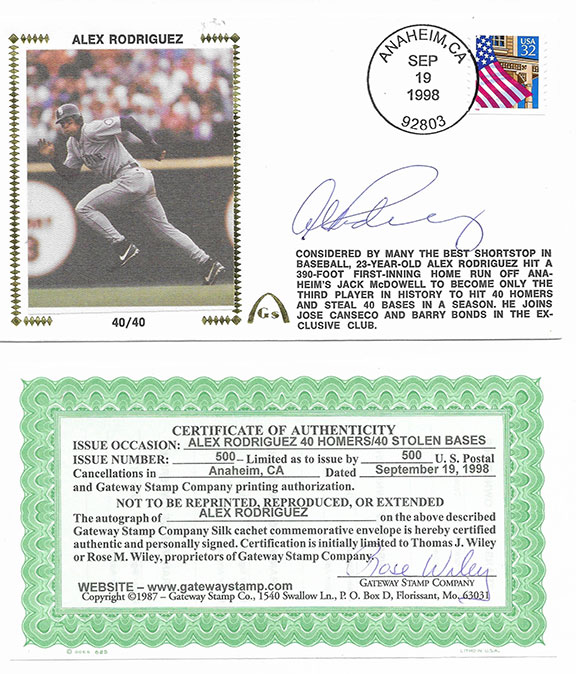 ALEX RODRIGUEZ
ANAHEIM, CA
SEP
19
1998
92803
USA
32
40/40
Gs
CONSIDERED BY MANY THE BEST SHORTSTOP IN
BASEBALL, 23-YEAR-OLD ALEX RODRIGUEZ HIT A
390-FOOT FIRST-INNING HOME RUN OFF ANA-
HEIM'S JACK McDOWELL TO BECOME ONLY THE
THIRD PLAYER IN HISTORY TO HIT 40 HOMERS
AND STEAL 40 BASES IN A SEASON. HE JOINS
JOSE CANSECO AND BARRY BONDS IN THE EX-
CLUSIVE CLUB.
CERTIFICATE OF AUTHENTICITY
ISSUE OCCASION: ALEX RODRIGUEZ 40 HOMERS/40 STOLEN BASES
ISSUE NUMBER: 500 – Limited as to issue by 500 U. S. Postal
Cancellations in Anaheim, CA Dated September 19, 1998
and Gateway Stamp Company printing authorization.
NOT TO BE REPRINTED, REPRODUCED, OR EXTENDED
The autograph of ALEX RODRIGUEZ on the above described
Gateway Stamp Company Silk cachet commemorative envelope is hereby certified
authentic and personally signed. Certification is initially limited to Thomas J. Wiley
or Rose M. Wiley, proprietors of Gateway Stamp Company.
Rose Wiley
GATEWAY STAMP COMPANY
WEBSITE – www.gatewaystamp.com
Copyright ©1987 – Gateway Stamp Co., 1540 Swallow Ln., P. O. Box D, Florissant, Mo. 63031